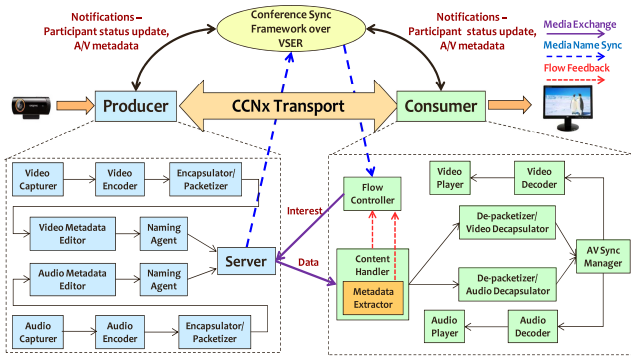 Notifications –
Participant status update,
A/V metadata
Conference Sync
Framework over
VSER
Notifications –
Participant status update,
A/V metadata
Media Exchange
Media Name Sync
Flow Feedback
Producer
CCNx Transport
Consumer
Video
Capturer
Video
Encoder
Encapsulator/
Packetizer
Video Metadata
Editor
Naming
Agent
Audio Metadata
Editor
Naming
Agent
Server
Audio
Capturer
Audio
Encoder
Encapsulator/
Packetizer
Interest
Data
Flow
Controller
Content
Handler
Metadata
Extractor
Video
Player
Video
Decoder
De-packetizer/
Video Decapsulator
De-packetizer/
Audio Decapsulator
AV Sync
Manager
Audio
Player
Audio
Decoder